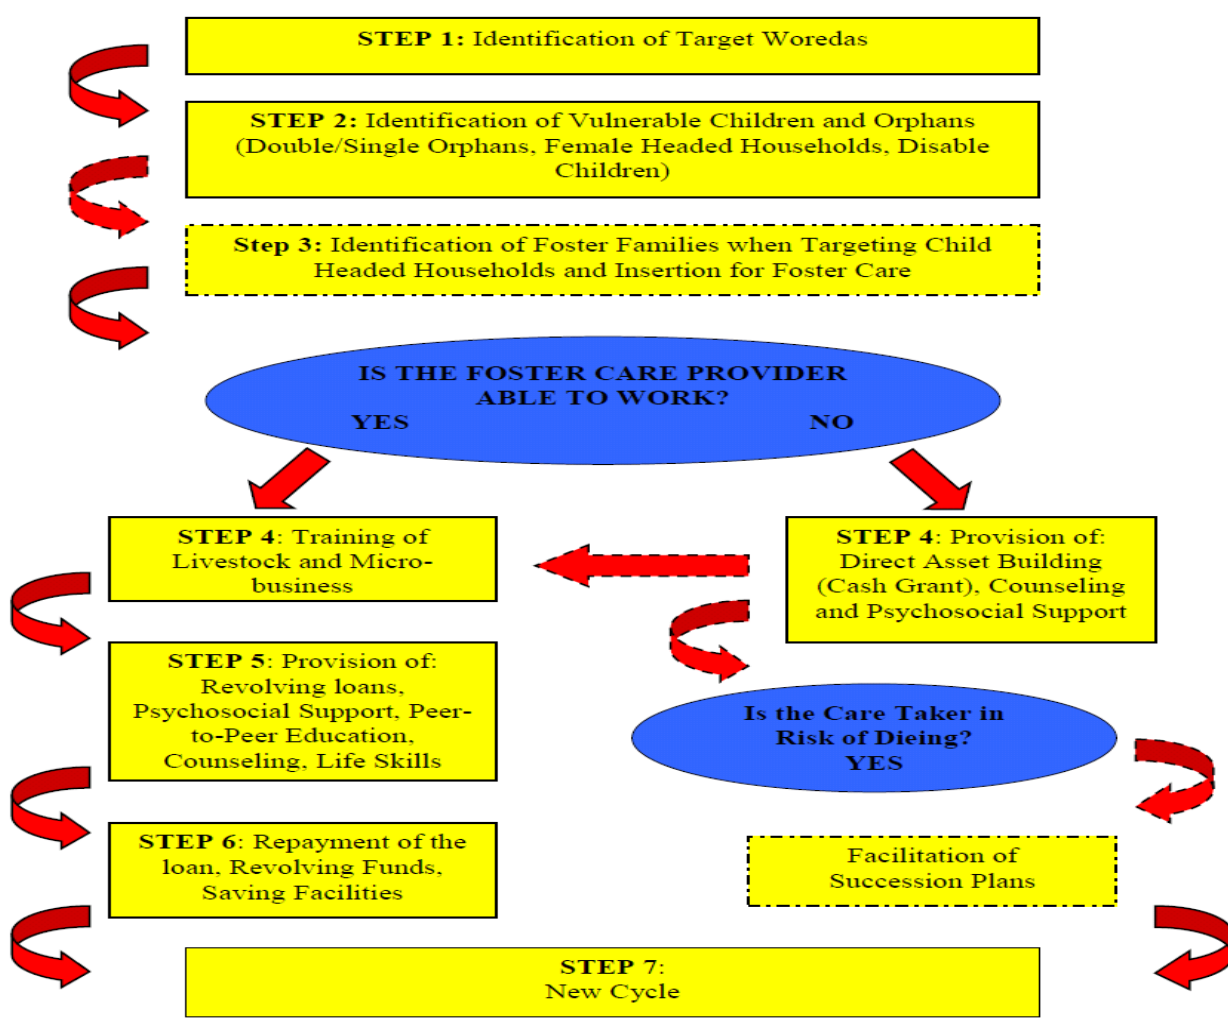 STEP 1: Identification of Target Woredas
STEP 2: Identification of Vulnerable Children and Orphans
(Double/Single Orphans, Female Headed Households, Disable
Children)
Step 3: Identification of Foster Families when Targeting Child
Headed Households and Insertion for Foster Care
IS THE FOSTER CARE PROVIDER
ABLE TO WORK?
YES NO
STEP 4: Training of
Livestock and Micro-
business
STEP 4: Provision of:
Direct Asset Building
(Cash Grant), Counseling
and Psychosocial Support
STEP 5: Provision of:
Revolving loans,
Psychosocial Support, Peer-
to-Peer Education,
Counseling, Life Skills
Is the Care Taker in
Risk of Dieing?
YES
STEP 6: Repayment of the
loan, Revolving Funds,
Saving Facilities
Facilitation of
Succession Plans
STEP 7:
New Cycle